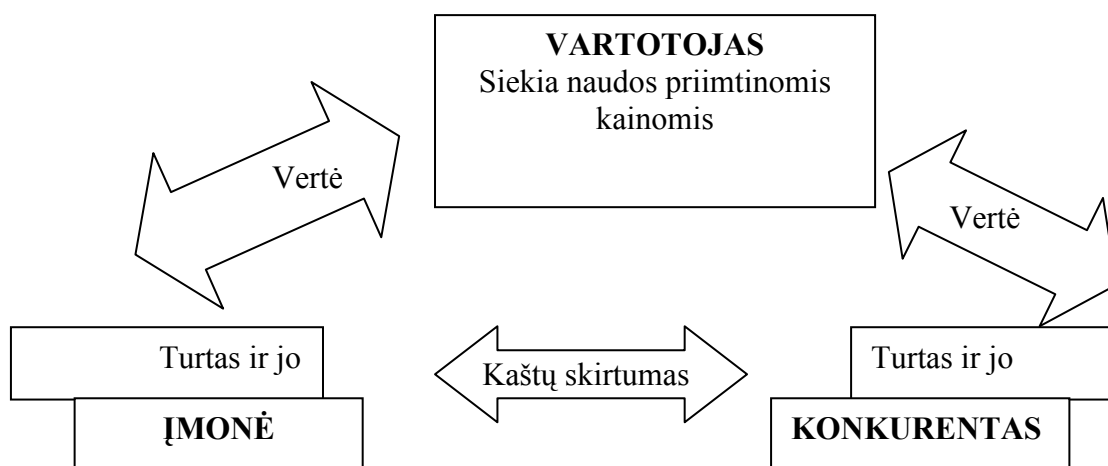 VARTOTOJAS
Siekia naudos priimtinomis
kainomis
Vertė
Vertė
Turtas ir jo
Kaštų skirtumas
Turtas ir jo
ĮMONĖ
KONKURENTAS